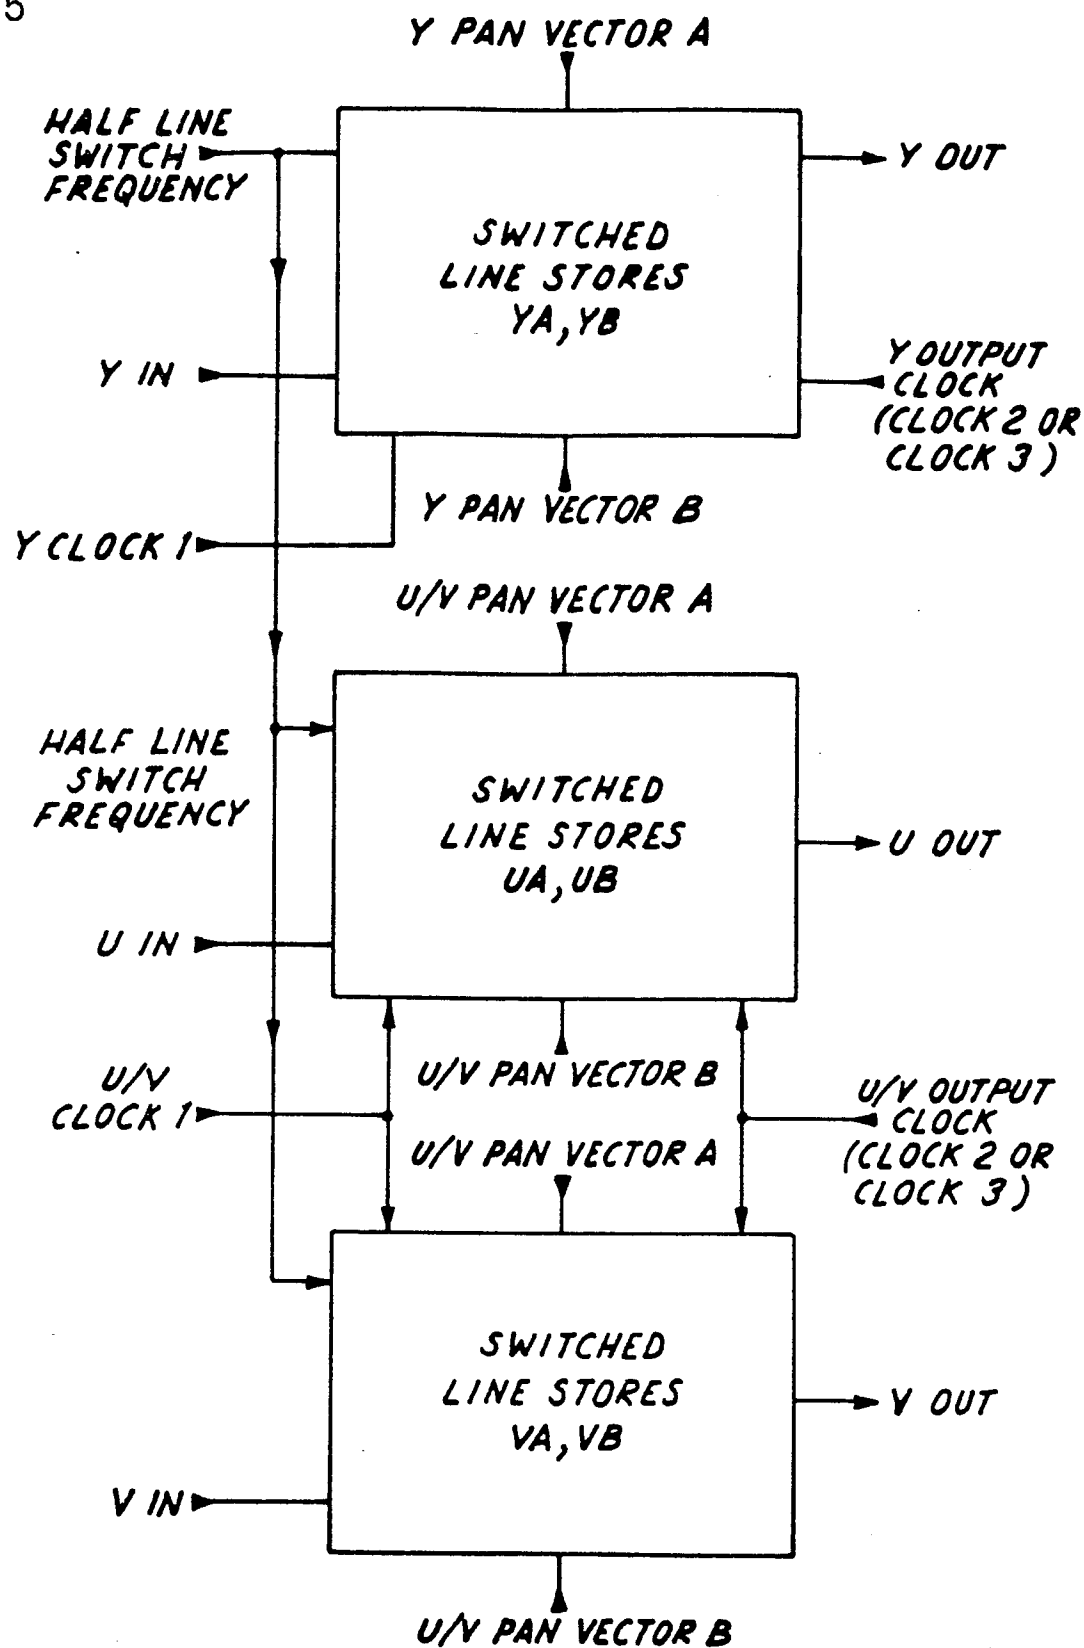 5
Y PAN VECTOR A
HALF LINE
SWITCH
FREQUENCY
Y OUT
SWITCHED
LINE STORES
YA, YB
Y IN
Y OUTPUT
CLOCK
(CLOCK 2 OR
CLOCK 3)
Y PAN VECTOR B
Y CLOCK 1
U/V PAN VECTOR A
HALF LINE
SWITCH
FREQUENCY
SWITCHED
LINE STORES
UA, UB
U OUT
U IN
U/V PAN VECTOR B
U/V
CLOCK 1
U/V OUTPUT
CLOCK
(CLOCK 2 OR
CLOCK 3)
U/V PAN VECTOR A
SWITCHED
LINE STORES
VA, VB
V OUT
V IN
U/V PAN VECTOR B